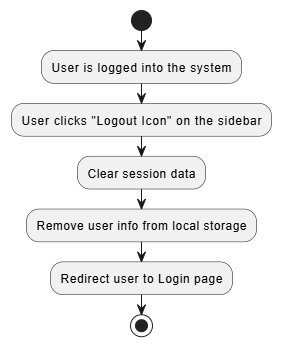 User is logged into the system
User clicks "Logout Icon" on the sidebar
Clear session data
Remove user info from local storage
Redirect user to Login page